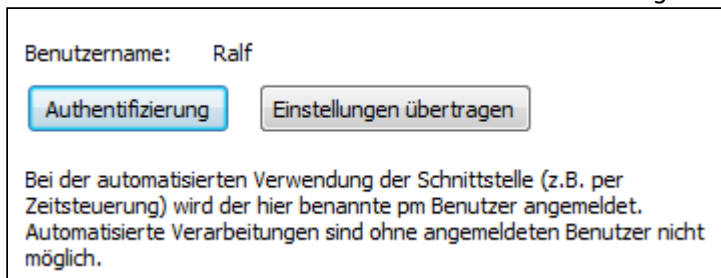 Benutzername: Ralf
Authentifizierung Einstellungen übertragen
Bei der automatisierten Verwendung der Schnittstelle (z.B. per
Zeitsteuerung) wird der hier benannte pm Benutzer angemeldet.
Automatisierte Verarbeitungen sind ohne angemeldeten Benutzer nicht
möglich.